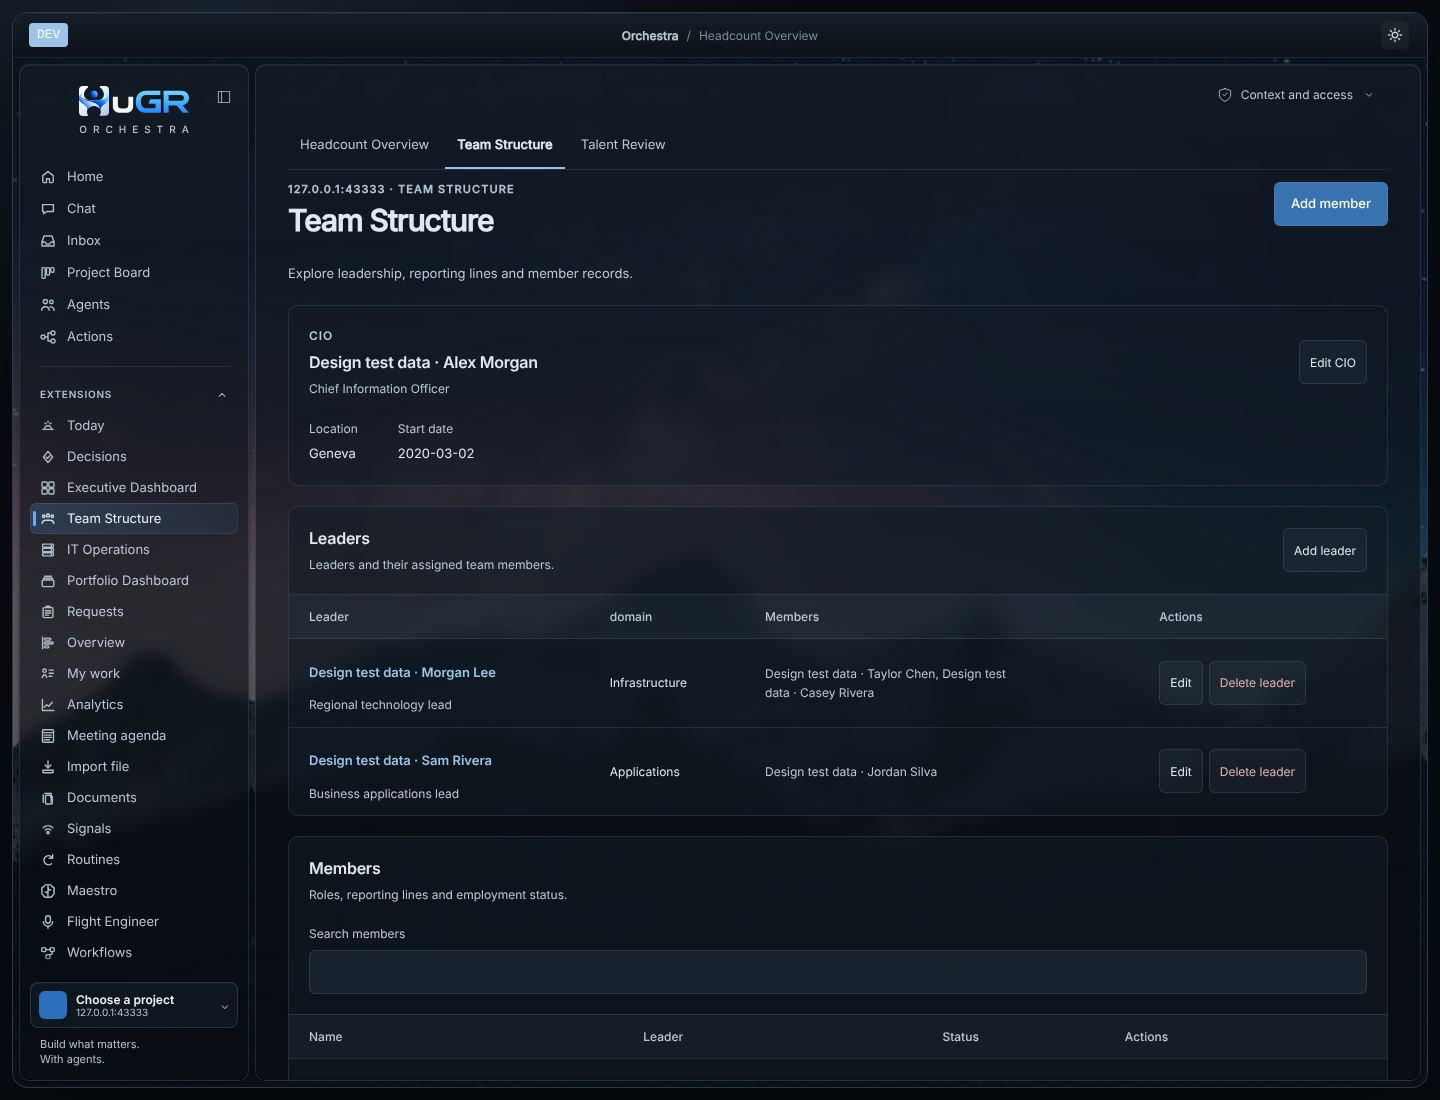 DEV
Orchestra / Headcount Overview
HuGR
ORCHESTRA
Context and access
Home
Chat
Inbox
Project Board
Agents
Actions
EXTENSIONS
Today
Decisions
Executive Dashboard
Team Structure
IT Operations
Portfolio Dashboard
Requests
Overview
My work
Analytics
Meeting agenda
Import file
Documents
Signals
Routines
Maestro
Flight Engineer
Workflows
Choose a project
127.0.0.1:43333
Build what matters.
With agents.
Headcount Overview Team Structure Talent Review
127.0.0.1:43333 · TEAM STRUCTURE
Team Structure
Add member
Explore leadership, reporting lines and member records.
CIO
Design test data · Alex Morgan
Chief Information Officer
Edit CIO
Location Start date
Geneva 2020-03-02
Leaders
Leaders and their assigned team members.
Add leader
Leader domain Members Actions
Design test data · Morgan Lee
Regional technology lead
Infrastructure
Design test data · Taylor Chen, Design test
data · Casey Rivera
Edit Delete leader
Design test data · Sam Rivera
Business applications lead
Applications
Design test data · Jordan Silva
Edit Delete leader
Members
Roles, reporting lines and employment status.
Search members
Name Leader Status Actions